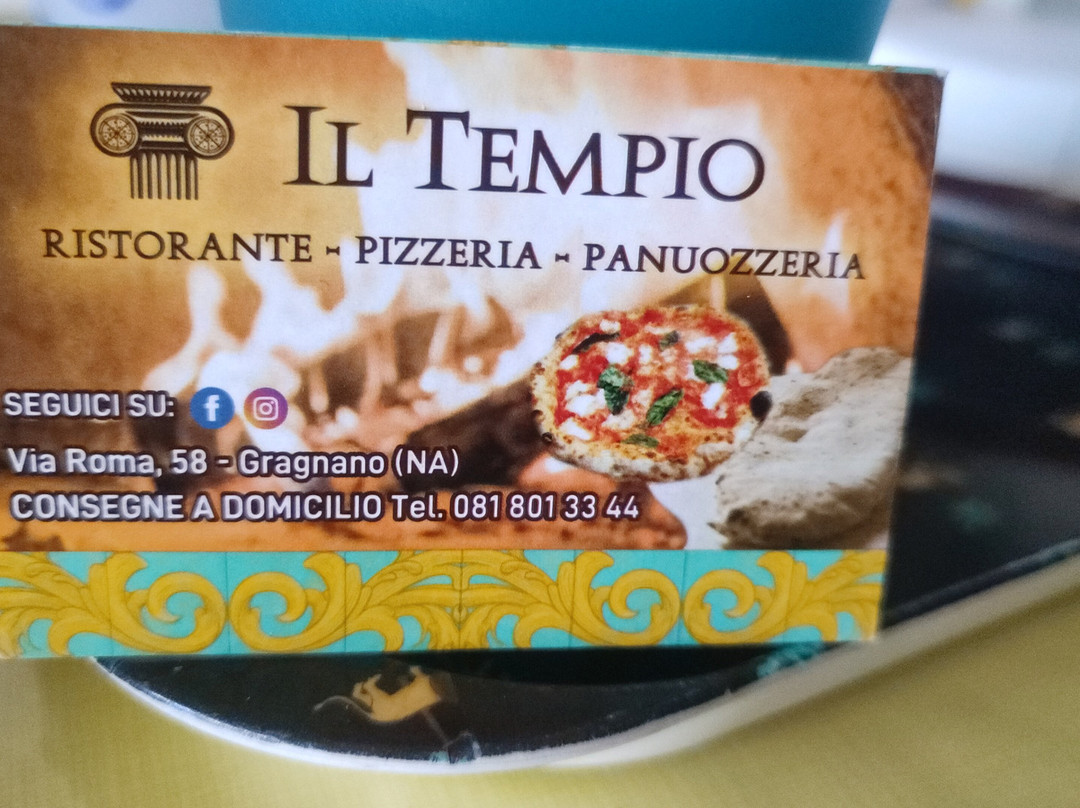 IL TEMPIO
RISTORANTE - PIZZERIA - PANUOZZERIA
SEGUICI SU:
Via Roma, 58 - Gragnano (NA)
CONSEGNE A DOMICILIO Tel. 081 801 33 44